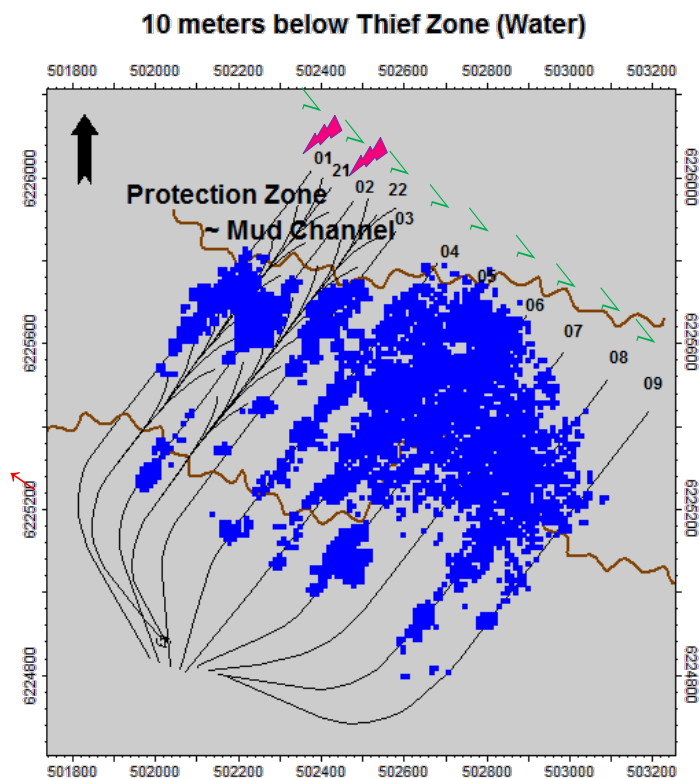 10 meters below Thief Zone (Water)
501800 502000 502200 502400 502600 502800 503000 503200
6226000 6226000
01
21
02 22
Protection Zone
03
~ Mud Channel
04
05
06
6225600 6225600
07
08
09
6225200 6225200
6224800 6224800
501800 502000 502200 502400 502600 502800 503000 503200